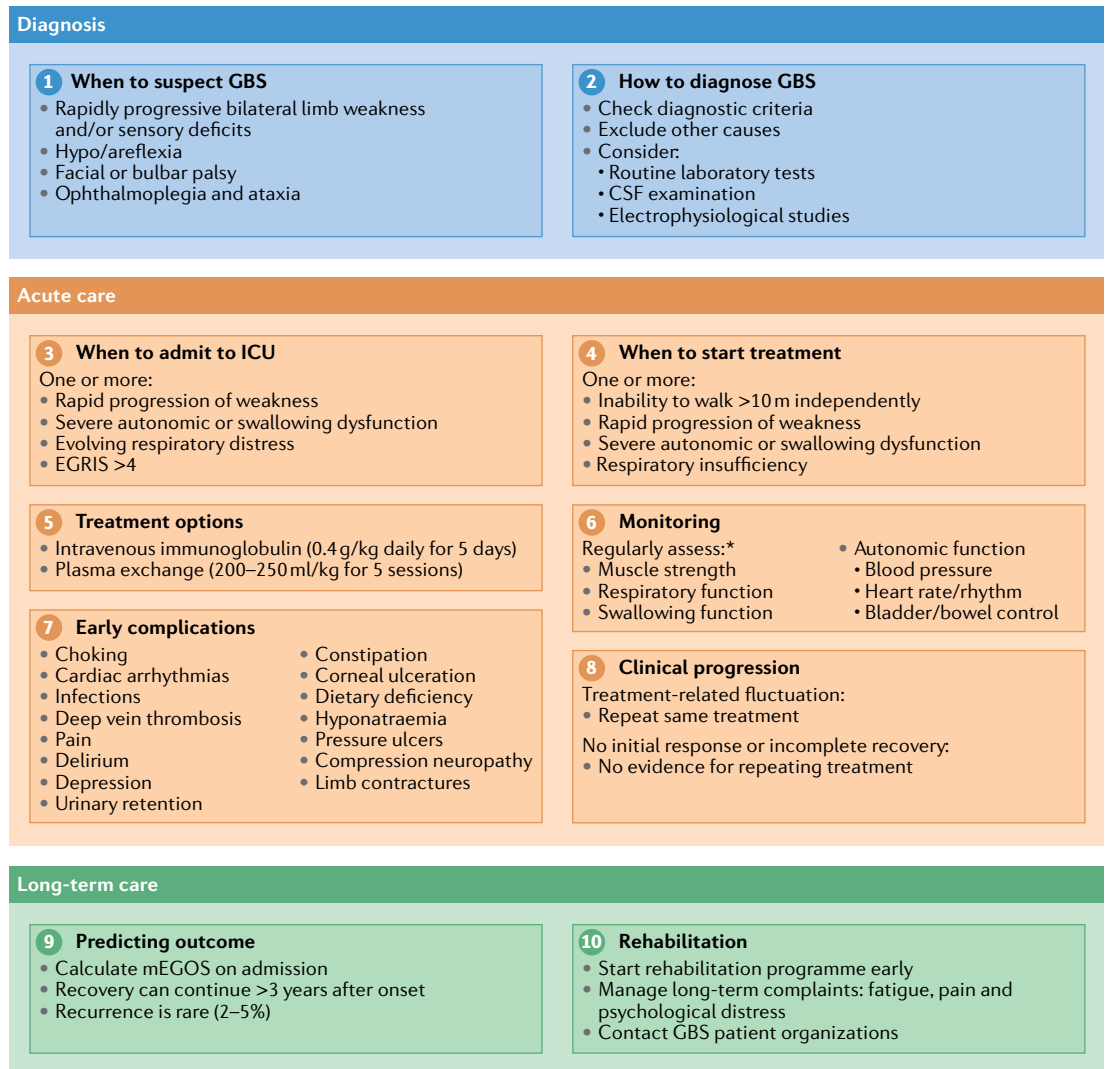 Diagnosis
1 When to suspect GBS
• Rapidly progressive bilateral limb weakness
and/or sensory deficits
• Hypo/areflexia
• Facial or bulbar palsy
• Ophthalmoplegia and ataxia
2 How to diagnose GBS
• Check diagnostic criteria
• Exclude other causes
• Consider:
• Routine laboratory tests
• CSF examination
• Electrophysiological studies
Acute care
3 When to admit to ICU
One or more:
• Rapid progression of weakness
• Severe autonomic or swallowing dysfunction
• Evolving respiratory distress
• EGRIS >4
4 When to start treatment
One or more:
• Inability to walk >10 m independently
• Rapid progression of weakness
• Severe autonomic or swallowing dysfunction
• Respiratory insufficiency
5 Treatment options
• Intravenous immunoglobulin (0.4 g/kg daily for 5 days)
• Plasma exchange (200–250 ml/kg for 5 sessions)
6 Monitoring
Regularly assess:*
• Muscle strength
• Respiratory function
• Swallowing function
• Autonomic function
• Blood pressure
• Heart rate/rhythm
• Bladder/bowel control
7 Early complications
• Choking
• Cardiac arrhythmias
• Infections
• Deep vein thrombosis
• Pain
• Delirium
• Depression
• Urinary retention
• Constipation
• Corneal ulceration
• Dietary deficiency
• Hyponatraemia
• Pressure ulcers
• Compression neuropathy
• Limb contractures
8 Clinical progression
Treatment-related fluctuation:
• Repeat same treatment
No initial response or incomplete recovery:
• No evidence for repeating treatment
Long-term care
9 Predicting outcome
• Calculate mEGOS on admission
• Recovery can continue >3 years after onset
• Recurrence is rare (2–5%)
10 Rehabilitation
• Start rehabilitation programme early
• Manage long-term complaints: fatigue, pain and
psychological distress
• Contact GBS patient organizations